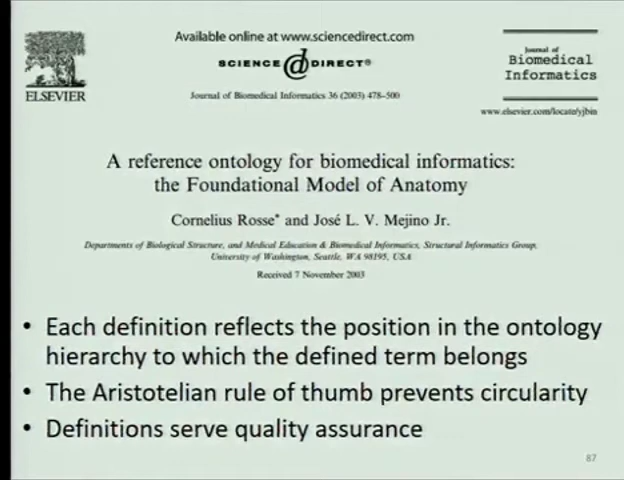 Available online at www.sciencedirect.com
SCIENCE @ DIRECT®
ELSEVIER
Journal of Biomedical Informatics 36 (2003) 478–500
Journal of
Biomedical
Informatics
www.elsevier.com/locate/yjbin
A reference ontology for biomedical informatics:
the Foundational Model of Anatomy
Cornelius Rosse* and José L. V. Mejino Jr.
Departments of Biological Structure, and Medical Education & Biomedical Informatics, Structural Informatics Group,
University of Washington, Seattle, WA 98195, USA
Received 7 November 2003
• Each definition reflects the position in the ontology
hierarchy to which the defined term belongs
• The Aristotelian rule of thumb prevents circularity
• Definitions serve quality assurance
87